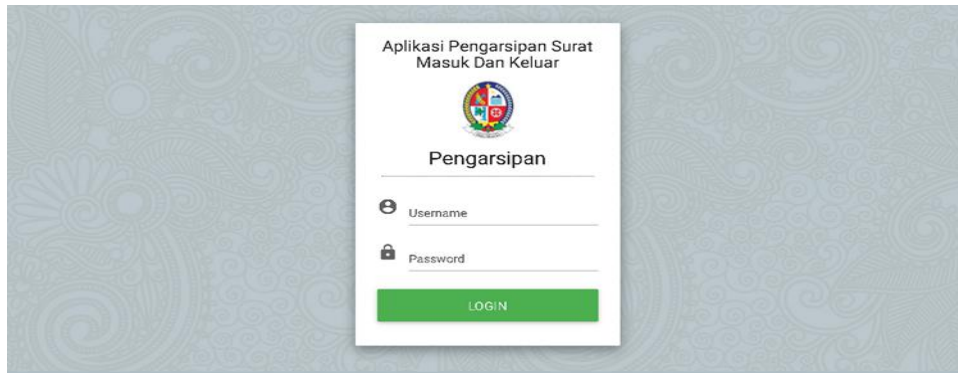 Aplikasi Pengarsipan Surat
Masuk Dan Keluar
Pengarsipan
Username
Password
LOGIN